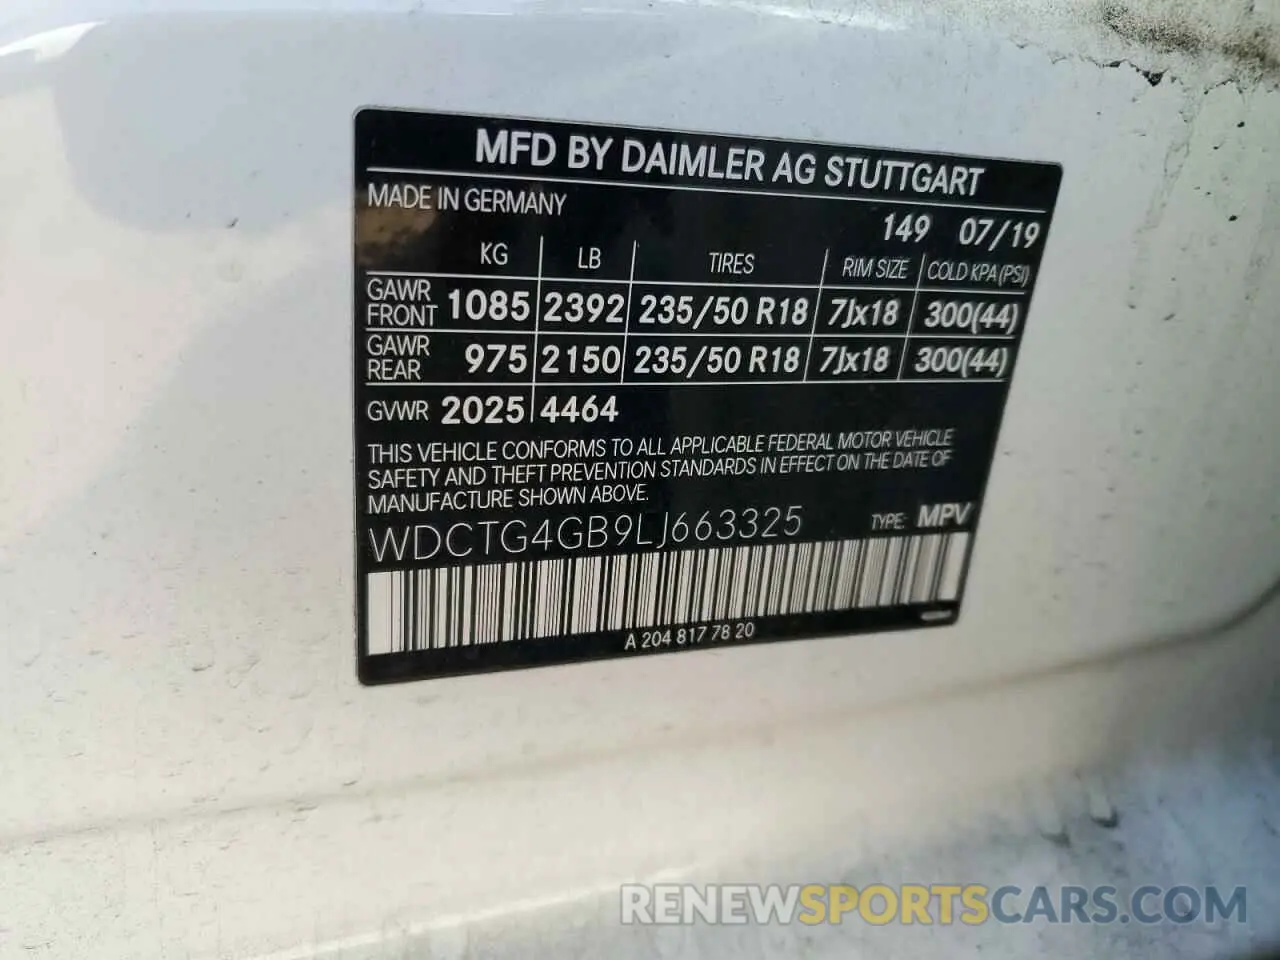 MFD BY DAIMLER AG STUTTGART
MADE IN GERMANY
149 07/19
KG LB TIRES RIM SIZE COLD KPA(PSI)
GAWR FRONT 1085 2392 235/50 R18 7Jx18 300(44)
GAWR REAR 975 2150 235/50 R18 7Jx18 300(44)
GVWR 2025 4464
THIS VEHICLE CONFORMS TO ALL APPLICABLE FEDERAL MOTOR VEHICLE
SAFETY AND THEFT PREVENTION STANDARDS IN EFFECT ON THE DATE OF
MANUFACTURE SHOWN ABOVE.
WDCTG4GB9LJ663325 TYPE: MPV
A 204 817 78 20
RENEWSPORTSCARS.COM